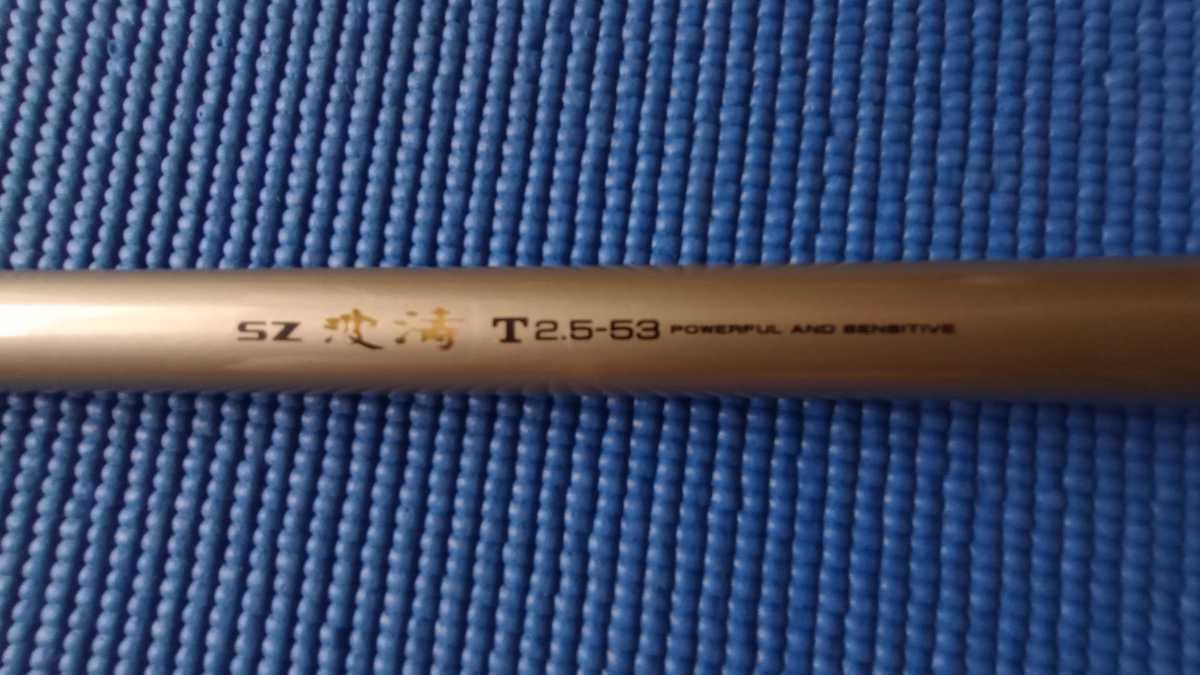 SZ 波濤 T2.5-53 POWERFUL AND SENSITIVE